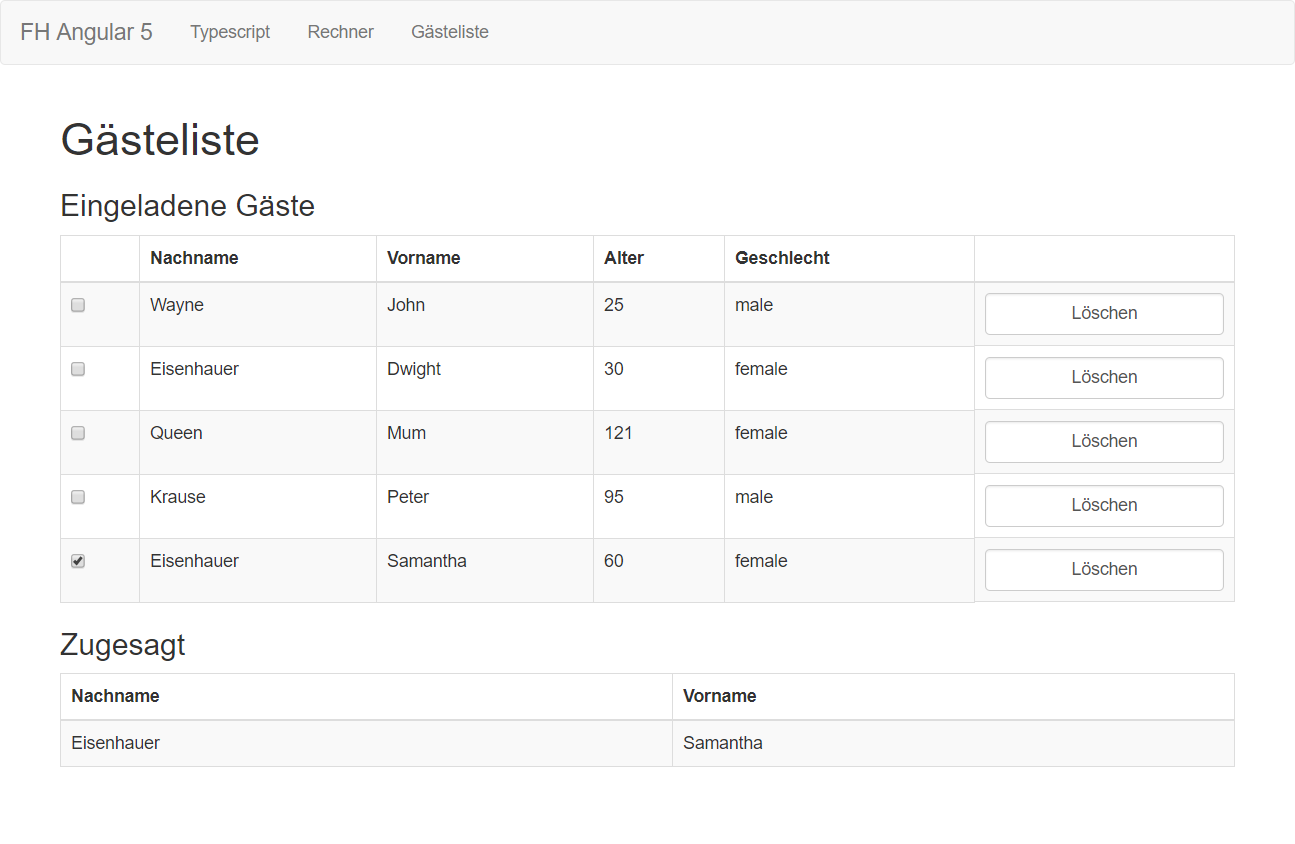 FH Angular 5 Typescript Rechner Gästeliste
Gästeliste
Eingeladene Gäste
Nachname Vorname Alter Geschlecht
Wayne John 25 male Löschen
Eisenhauer Dwight 30 female Löschen
Queen Mum 121 female Löschen
Krause Peter 95 male Löschen
Eisenhauer Samantha 60 female Löschen
Zugesagt
Nachname Vorname
Eisenhauer Samantha